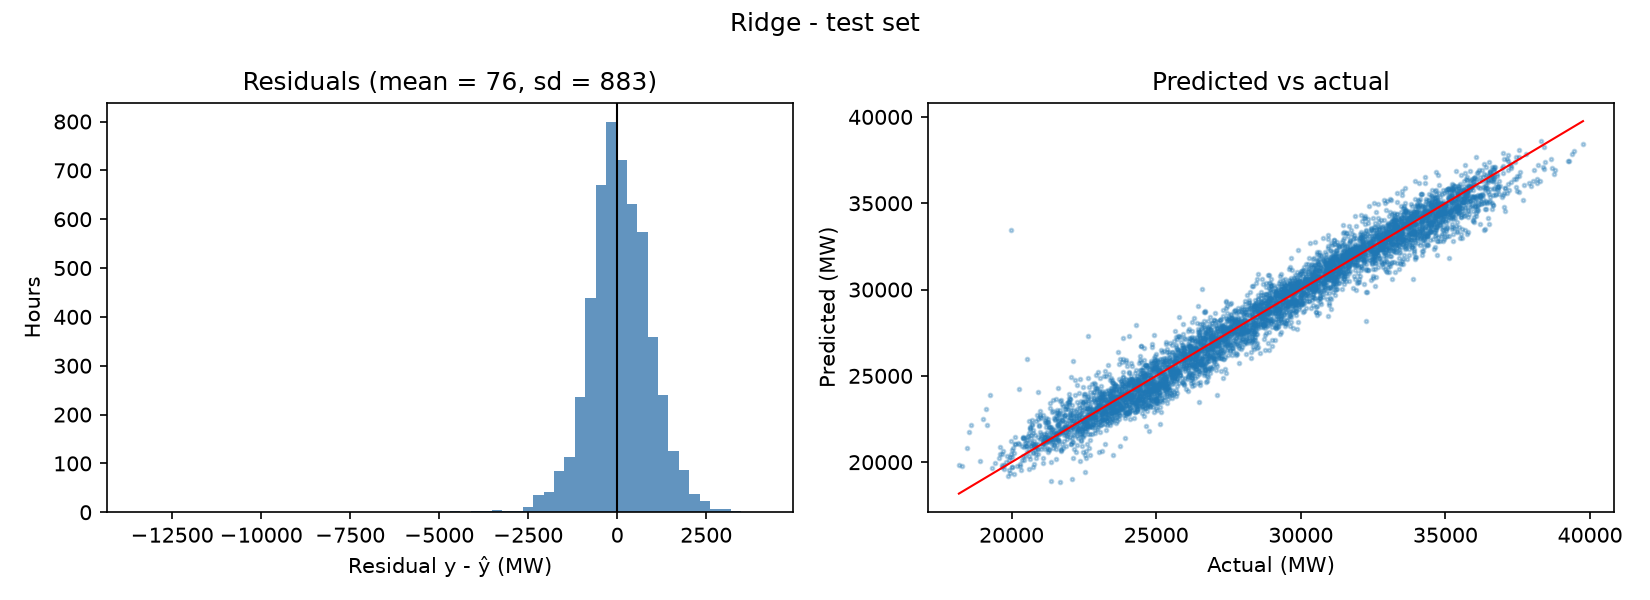 Ridge - test set
Residuals (mean = 76, sd = 883)
800
700
600
500
400
300
200
100
0
Hours
−12500 −10000 −7500 −5000 −2500 0 2500
Residual y - ŷ (MW)
Predicted vs actual
40000
35000
30000
25000
20000
Predicted (MW)
20000 25000 30000 35000 40000
Actual (MW)